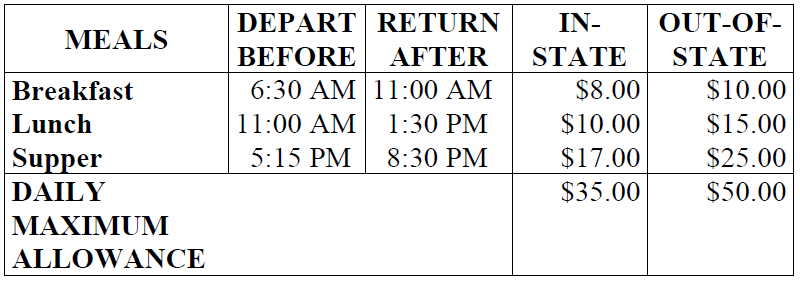 MEALS DEPART BEFORE RETURN AFTER IN-STATE OUT-OF-STATE
Breakfast 6:30 AM 11:00 AM $8.00 $10.00
Lunch 11:00 AM 1:30 PM $10.00 $15.00
Supper 5:15 PM 8:30 PM $17.00 $25.00
DAILY $35.00 $50.00
MAXIMUM
ALLOWANCE